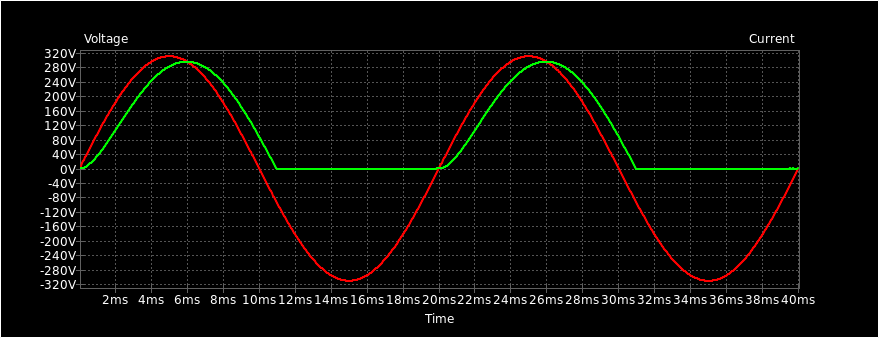 Voltage Current
320V
280V
240V
200V
160V
120V
80V
40V
0V
-40V
-80V
-120V
-160V
-200V
-240V
-280V
-320V
2ms 4ms 6ms 8ms 10ms 12ms 14ms 16ms 18ms 20ms 22ms 24ms 26ms 28ms 30ms 32ms 34ms 36ms 38ms 40ms
Time